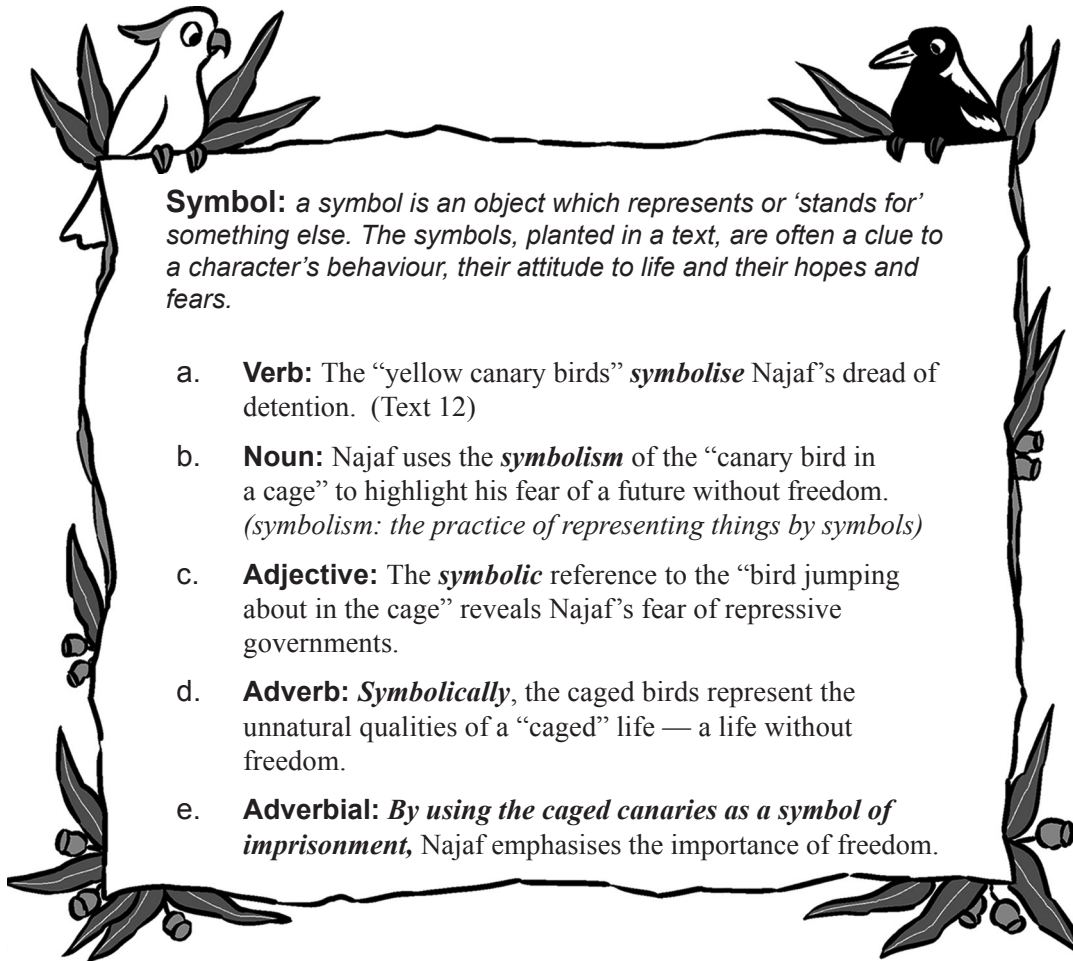 Symbol: a symbol is an object which represents or ‘stands for’
something else. The symbols, planted in a text, are often a clue to
a character’s behaviour, their attitude to life and their hopes and
fears.
a. Verb: The “yellow canary birds” symbolise Najaf’s dread of
detention. (Text 12)
b. Noun: Najaf uses the symbolism of the “canary bird in
a cage” to highlight his fear of a future without freedom.
(symbolism: the practice of representing things by symbols)
c. Adjective: The symbolic reference to the “bird jumping
about in the cage” reveals Najaf’s fear of repressive
governments.
d. Adverb: Symbolically, the caged birds represent the
unnatural qualities of a “caged” life — a life without
freedom.
e. Adverbial: By using the caged canaries as a symbol of
imprisonment, Najaf emphasises the importance of freedom.